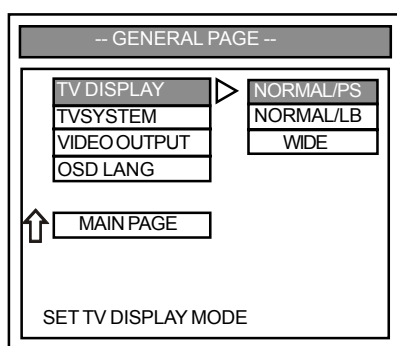 -- GENERAL PAGE --
TV DISPLAY
TVSYSTEM
VIDEO OUTPUT
OSD LANG
NORMAL/PS
NORMAL/LB
WIDE
MAIN PAGE
SET TV DISPLAY MODE